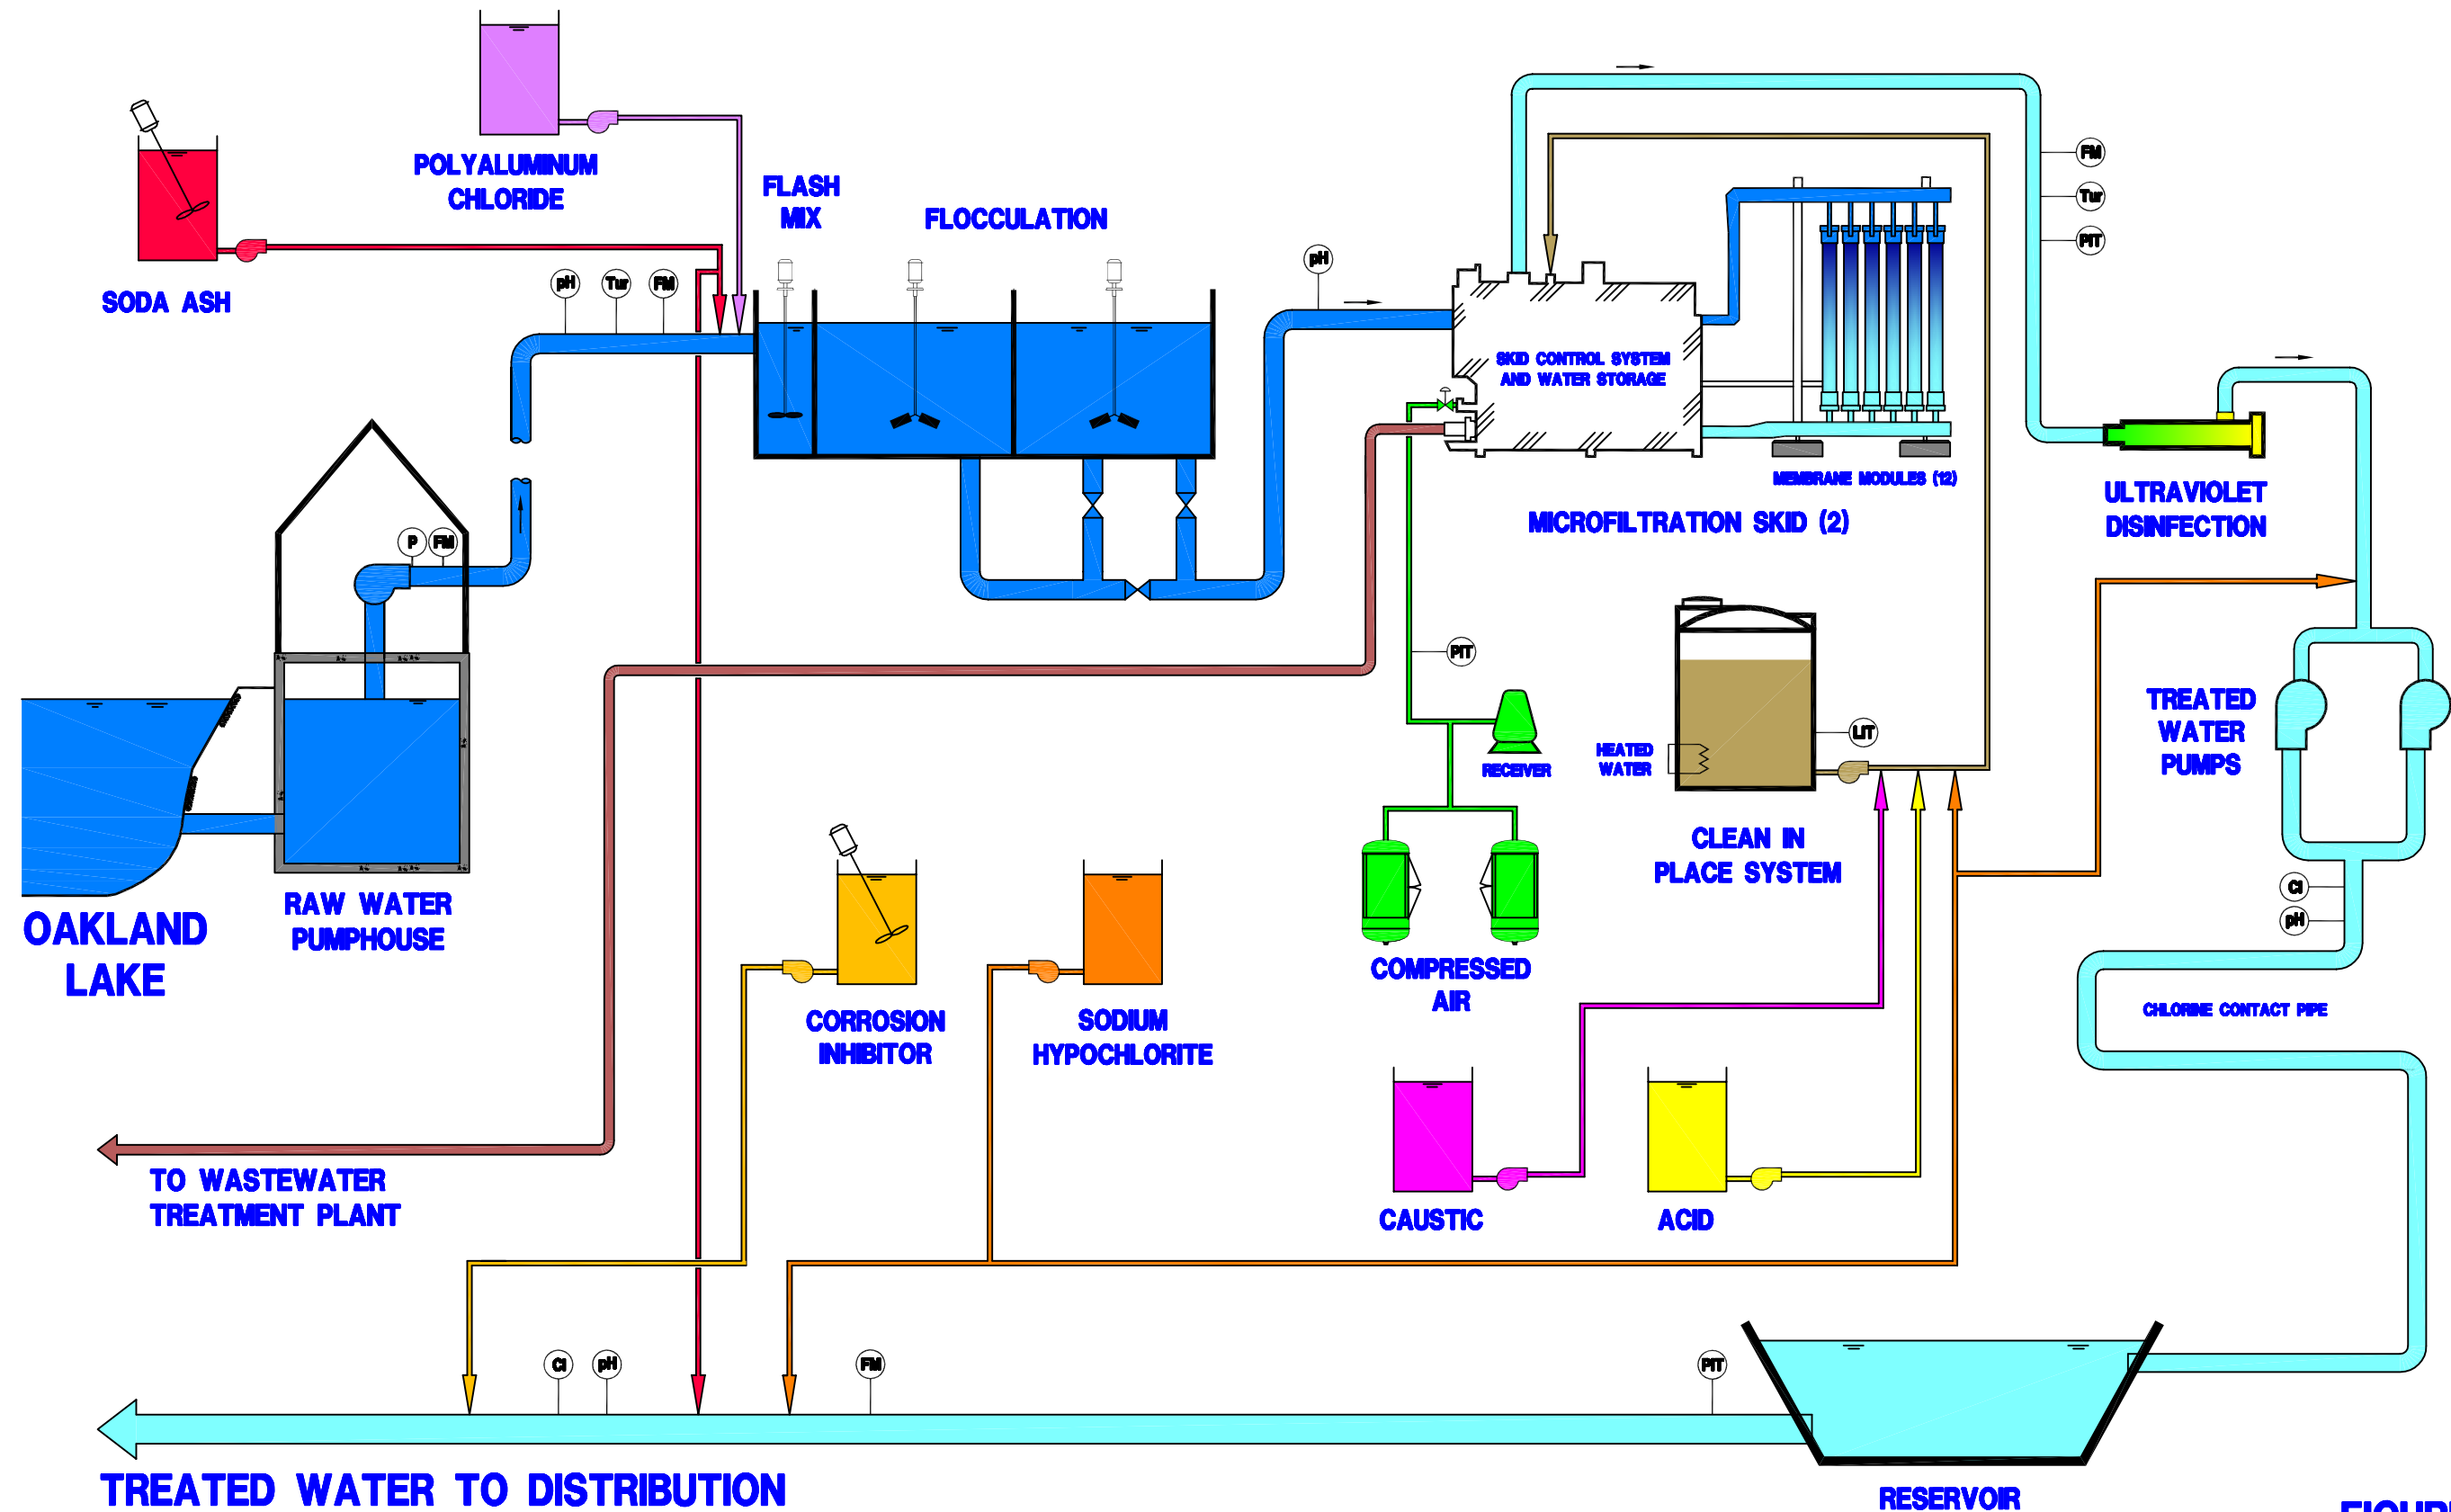 POLYALUMINUM
CHLORIDE
SODA ASH
FLASH
MIX
FLOCCULATION
pH
Tur
FM
pH
FM
Tur
PIT
SKID CONTROL SYSTEM
AND WATER STORAGE
MEMBRANE MODULES (12)
MICROFILTRATION SKID (2)
ULTRAVIOLET
DISINFECTION
P
FM
PIT
RECEIVER
HEATED
WATER
LIT
TREATED
WATER
PUMPS
CLEAN IN
PLACE SYSTEM
OAKLAND
LAKE
RAW WATER
PUMPHOUSE
COMPRESSED
AIR
Cl
pH
CORROSION
INHIBITOR
SODIUM
HYPOCHLORITE
CHLORINE CONTACT PIPE
TO WASTEWATER
TREATMENT PLANT
CAUSTIC
ACID
Cl
pH
FM
PIT
TREATED WATER TO DISTRIBUTION
RESERVOIR